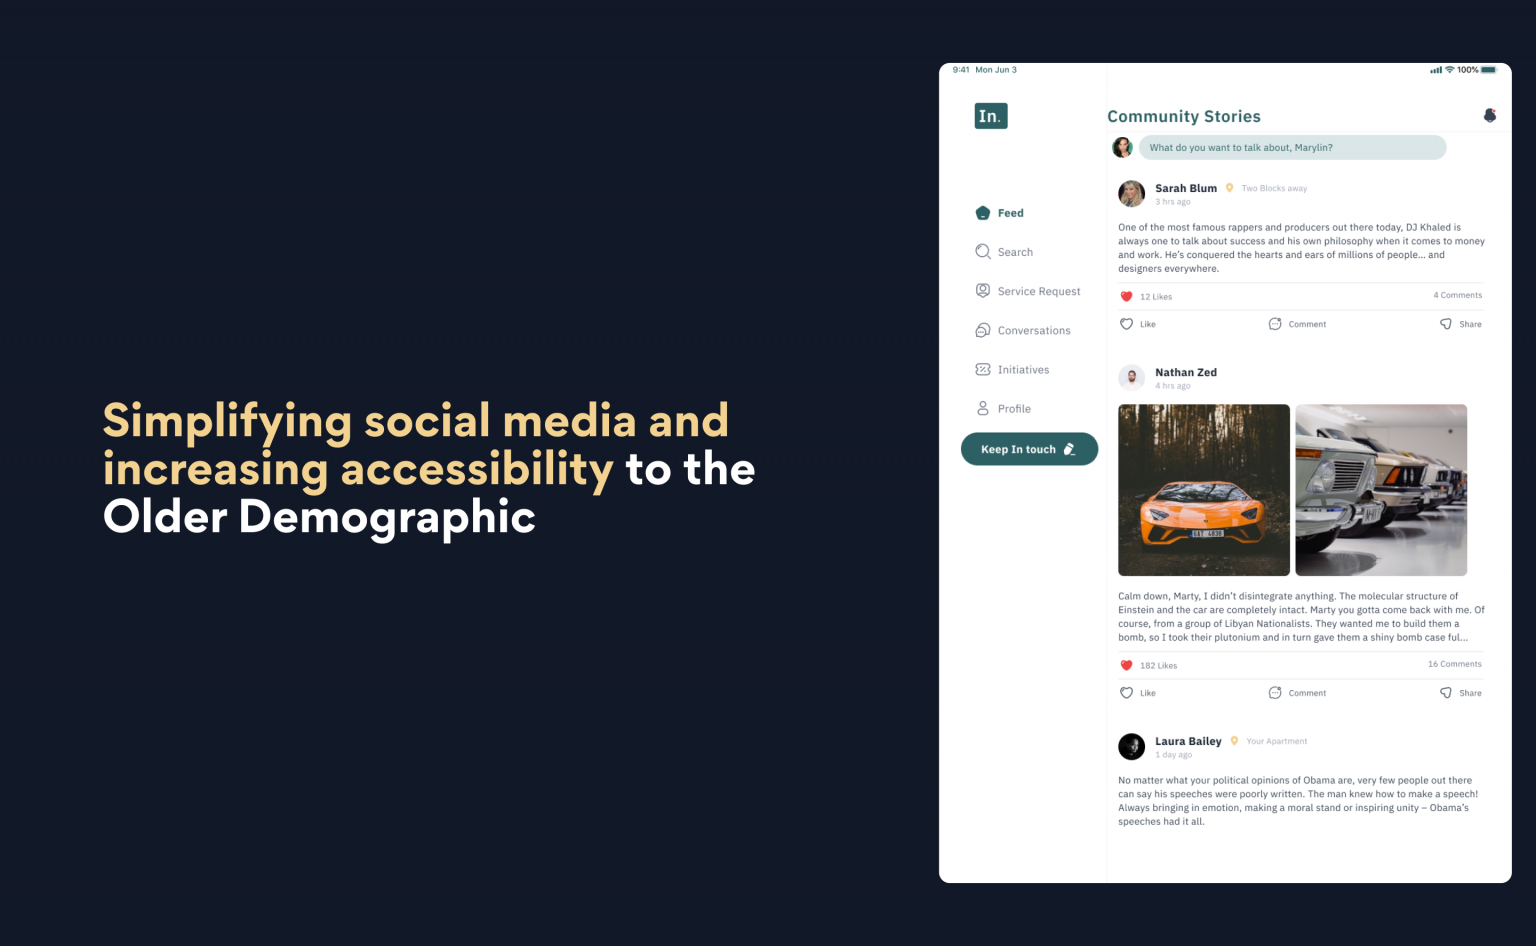 Simplifying social media and
increasing accessibility to the
Older Demographic
9:41 Mon Jun 3
100%
In.
Feed
Search
Service Request
Conversations
Initiatives
Profile
Keep In touch
Community Stories
What do you want to talk about, Marylin?
Sarah Blum Two Blocks away
3 hrs ago
One of the most famous rappers and producers out there today, DJ Khaled is
always one to talk about success and his own philosophy when it comes to money
and work. He's conquered the hearts and ears of millions of people... and
designers everywhere.
12 Likes 4 Comments
Like Comment Share
Nathan Zed
4 hrs ago
Calm down, Marty, I didn't disintegrate anything. The molecular structure of
Einstein and the car are completely intact. Marty you gotta come back with me. Of
course, from a group of Libyan Nationalists. They wanted me to build them a
bomb, so I took their plutonium and in turn gave them a shiny bomb case ful...
182 Likes 16 Comments
Like Comment Share
Laura Bailey Your Apartment
1 day ago
No matter what your political opinions of Obama are, very few people out there
can say his speeches were poorly written. The man knew how to make a speech!
Always bringing in emotion, making a moral stand or inspiring unity – Obama's
speeches had it all.